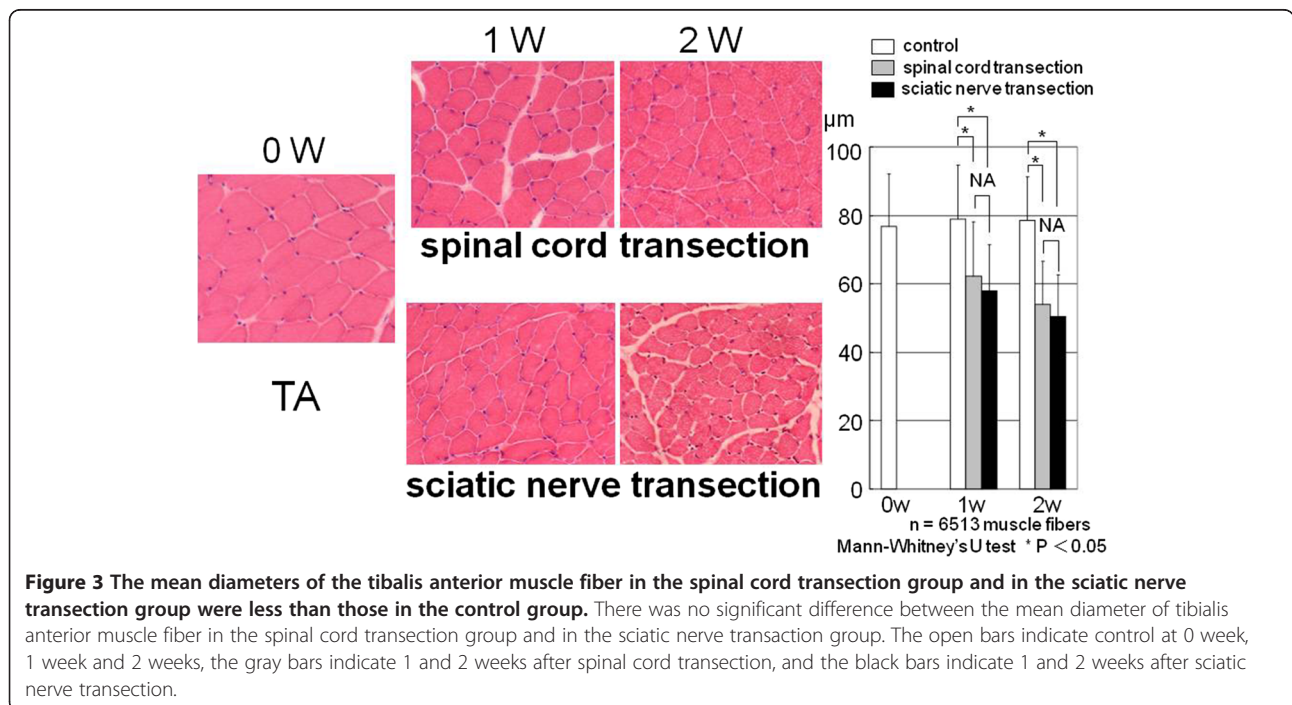 1 W
2 W
0 W
TA
spinal cord transection
sciatic nerve transection
control
spinal cord transection
sciatic nerve transection
μm
100
80
60
40
20
0
*
*
NA
*
*
NA
0w
1w
2w
n = 6513 muscle fibers
Mann-Whitney's U test * P < 0.05
Figure 3 The mean diameters of the tibalis anterior muscle fiber in the spinal cord transection group and in the sciatic nerve
transection group were less than those in the control group. There was no significant difference between the mean diameter of tibialis
anterior muscle fiber in the spinal cord transection group and in the sciatic nerve transaction group. The open bars indicate control at 0 week,
1 week and 2 weeks, the gray bars indicate 1 and 2 weeks after spinal cord transection, and the black bars indicate 1 and 2 weeks after sciatic
nerve transection.